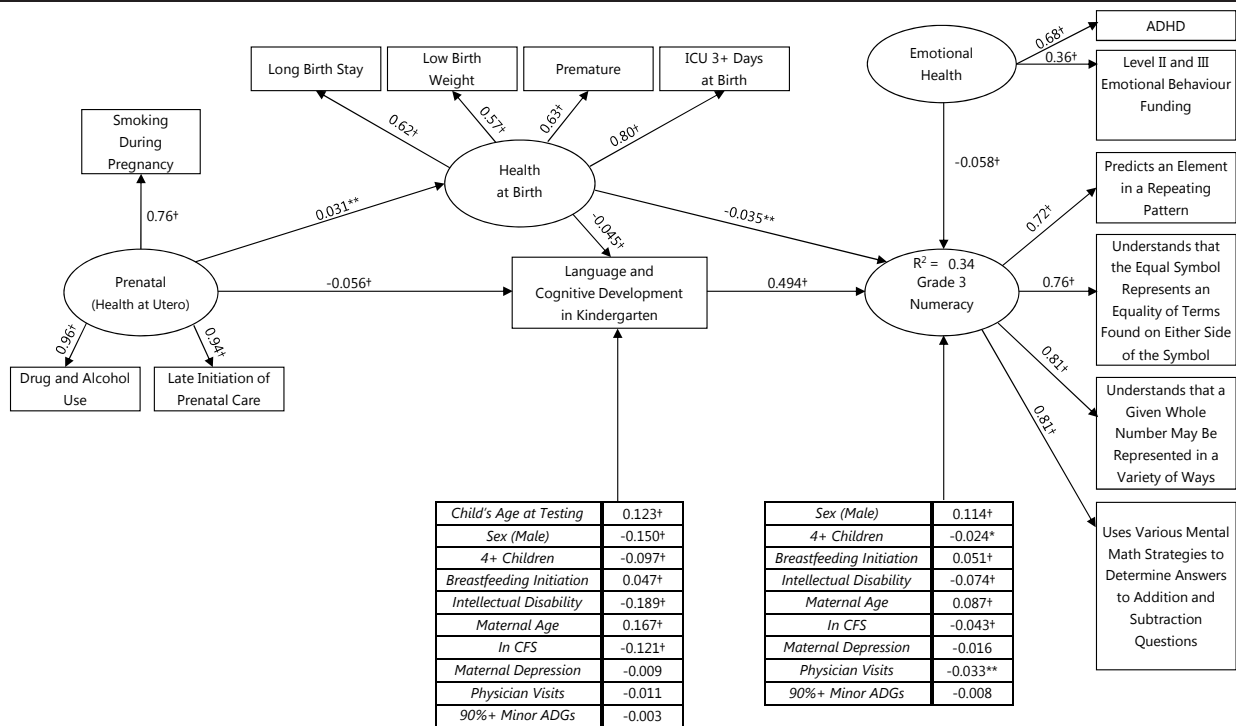 Long Birth Stay
Low Birth
Weight
Premature
ICU 3+ Days
at Birth
Emotional
Health
ADHD
Level II and III
Emotional Behaviour
Funding
0.68†
0.36†
Smoking
During
Pregnancy
0.62†
0.57†
0.63†
0.80†
Health
at Birth
-0.058†
Predicts an Element
in a Repeating
Pattern
0.76†
0.031**
-0.045†
-0.035**
0.72†
Prenatal
(Health at Utero)
-0.056†
Language and
Cognitive Development
in Kindergarten
0.494†
R² = 0.34
Grade 3
Numeracy
0.76†
Understands that
the Equal Symbol
Represents an
Equality of Terms
Found on Either Side
of the Symbol
0.96†
0.94†
Drug and Alcohol
Use
Late Initiation of
Prenatal Care
0.81†
0.81†
Understands that a
Given Whole
Number May Be
Represented in a
Variety of Ways
Uses Various Mental
Math Strategies to
Determine Answers
to Addition and
Subtraction
Questions
Child's Age at Testing 0.123†
Sex (Male) -0.150†
4+ Children -0.097†
Breastfeeding Initiation 0.047†
Intellectual Disability -0.189†
Maternal Age 0.167†
In CFS -0.121†
Maternal Depression -0.009
Physician Visits -0.011
90%+ Minor ADGs -0.003
Sex (Male) 0.114†
4+ Children -0.024*
Breastfeeding Initiation 0.051†
Intellectual Disability -0.074†
Maternal Age 0.087†
In CFS -0.043†
Maternal Depression -0.016
Physician Visits -0.033**
90%+ Minor ADGs -0.008